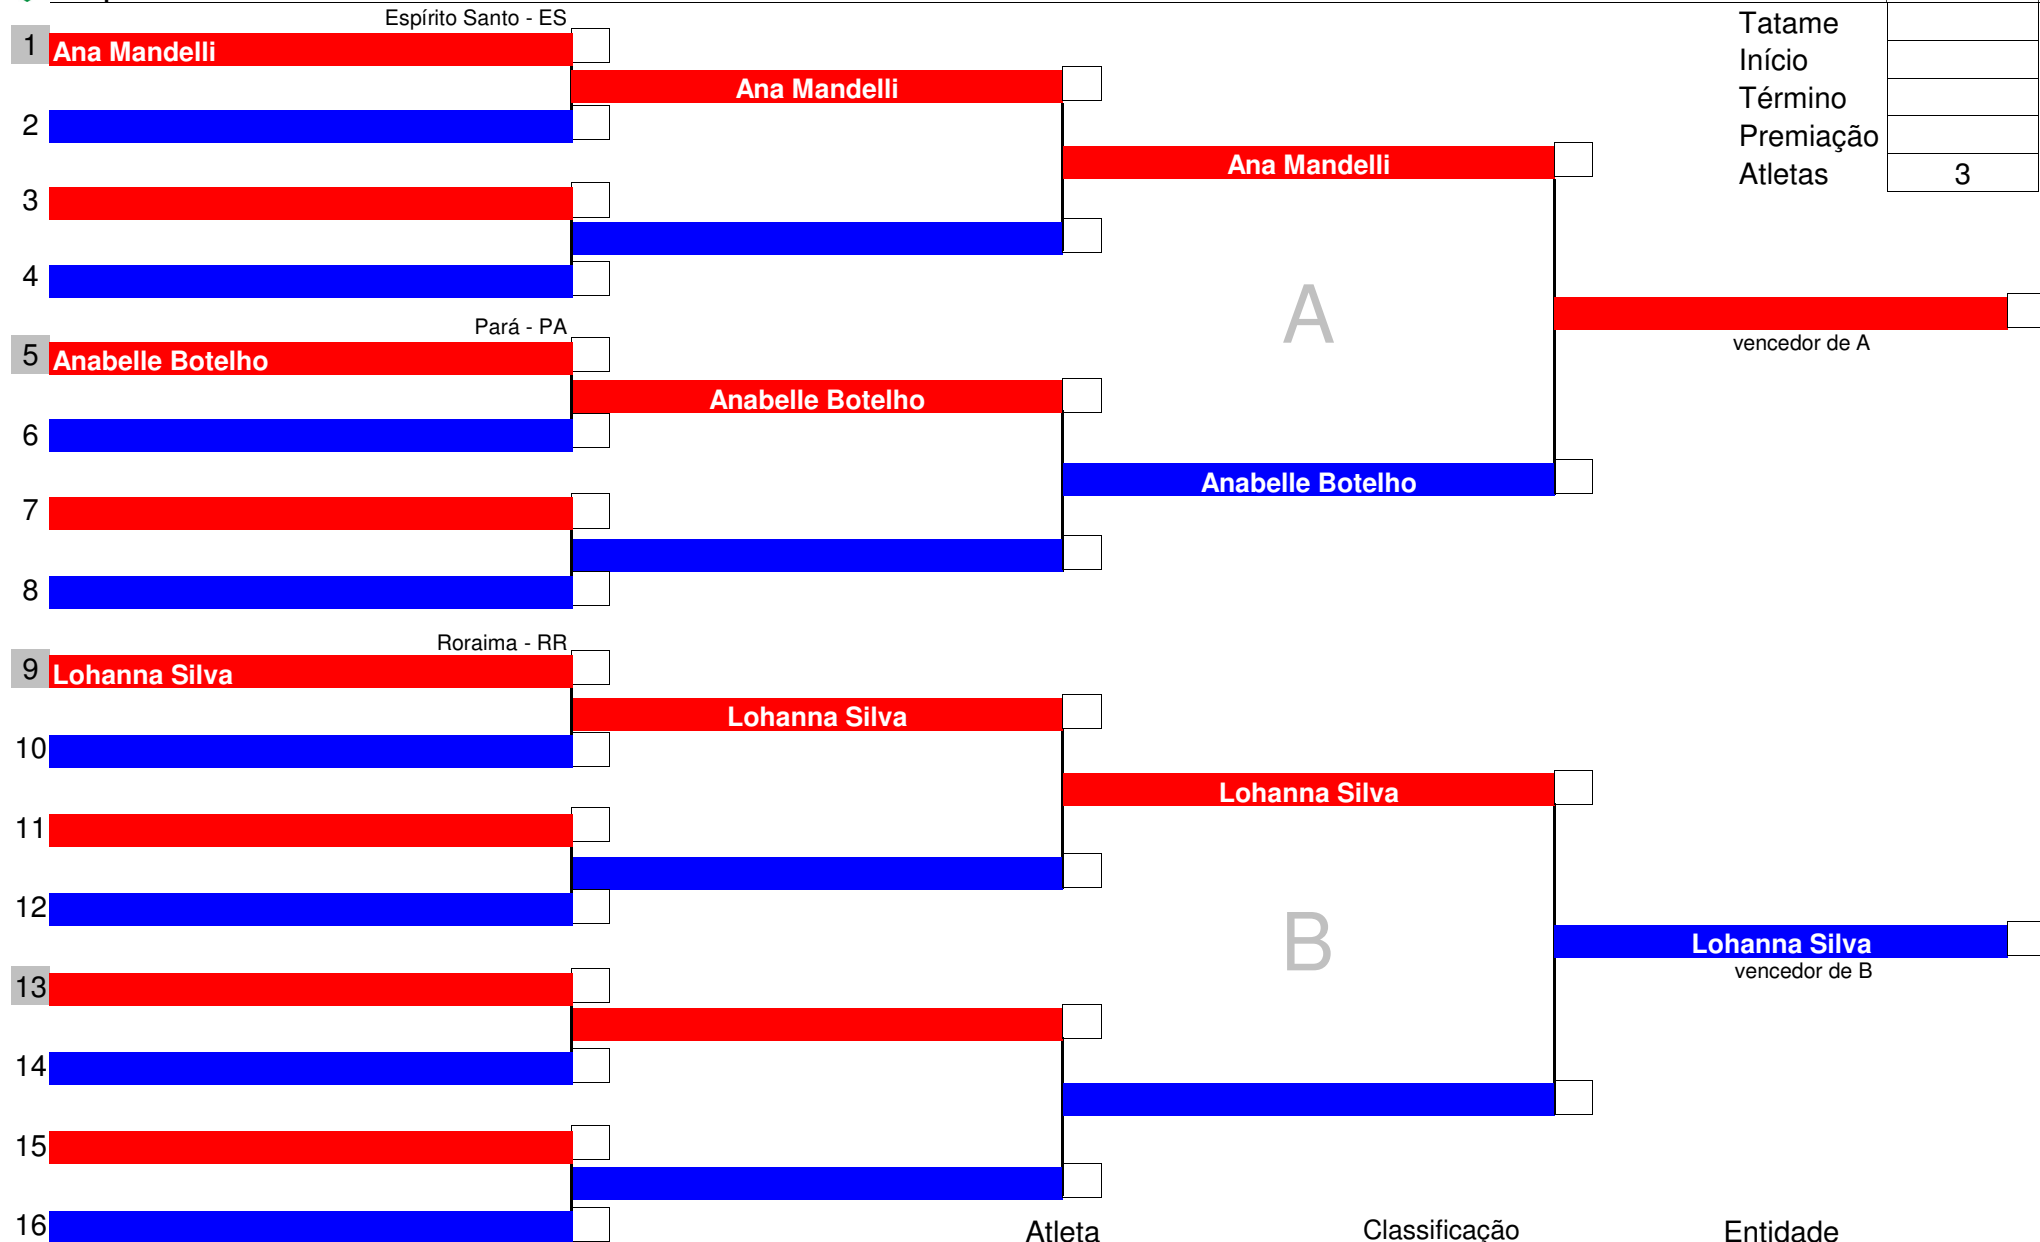 Espírito Santo - ES
Tatame
1 Ana Mandelli
Início
Ana Mandelli
Término
2
Premiação
Ana Mandelli
Atletas 3
3
4
A
Pará - PA
vencedor de A
5 Anabelle Botelho
Anabelle Botelho
6
Anabelle Botelho
7
8
Roraima - RR
9 Lohanna Silva
Lohanna Silva
10
Lohanna Silva
11
12
B
Lohanna Silva
vencedor de B
13
14
15
16
Atleta Classificação Entidade